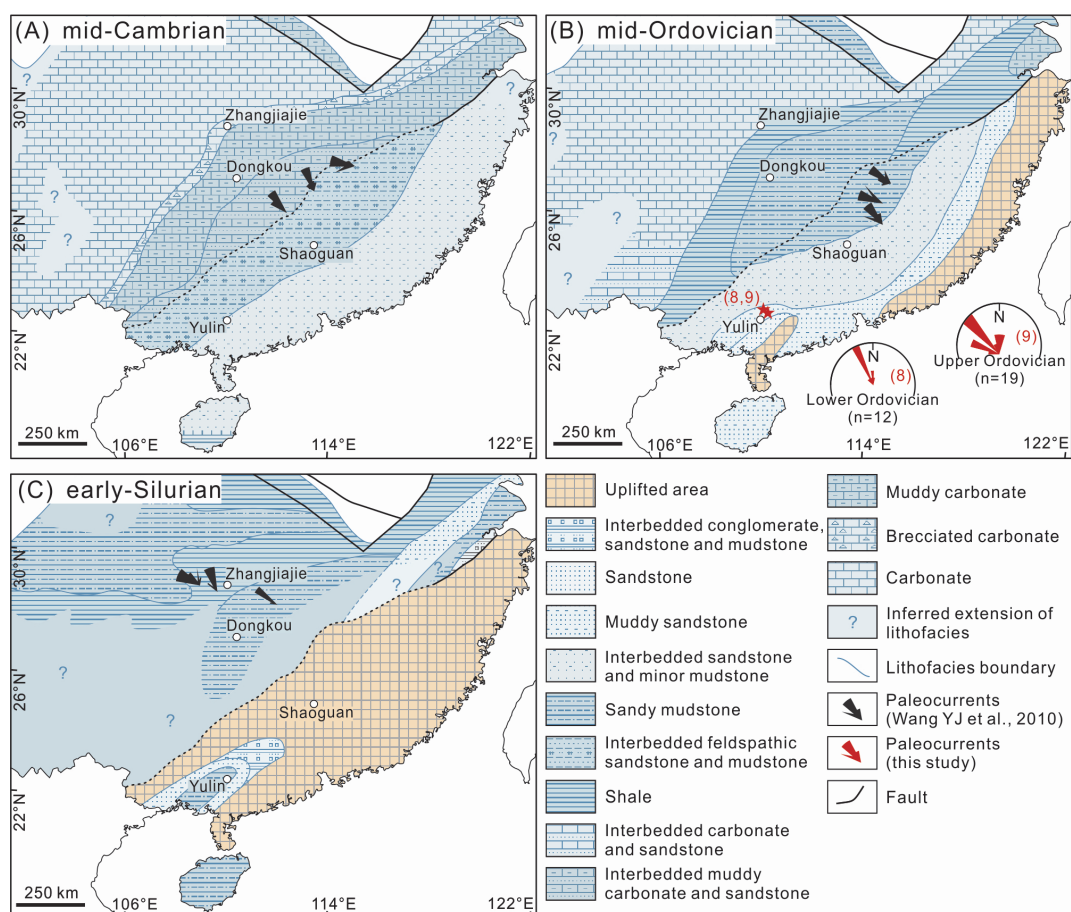 (A) mid-Cambrian
?
30°N
Zhangjiajie
Dongkou
26°N
?
Shaoguan
Yulin
22°N
250 km
106°E
114°E
122°E
?
(B) mid-Ordovician
30°N
?
Zhangjiajie
Dongkou
26°N
?
Shaoguan
(8,9)
Yulin
?
22°N
N
(9)
Upper Ordovician
(n=19)
N
(8)
Lower Ordovician
(n=12)
250 km
114°E
122°E
106°E
(C) early-Silurian
?
30°N
Zhangjiajie
?
?
Dongkou
?
26°N
?
Shaoguan
Yulin
22°N
250 km
106°E
114°E
122°E
Uplifted area
Interbedded conglomerate,
sandstone and mudstone
Sandstone
Muddy sandstone
Interbedded sandstone
and minor mudstone
Sandy mudstone
Interbedded feldspathic
sandstone and mudstone
Shale
Interbedded carbonate
and sandstone
Interbedded muddy
carbonate and sandstone
Muddy carbonate
Brecciated carbonate
Carbonate
?
Inferred extension of
lithofacies
Lithofacies boundary
Paleocurrents
(Wang YJ et al., 2010)
Paleocurrents
(this study)
Fault